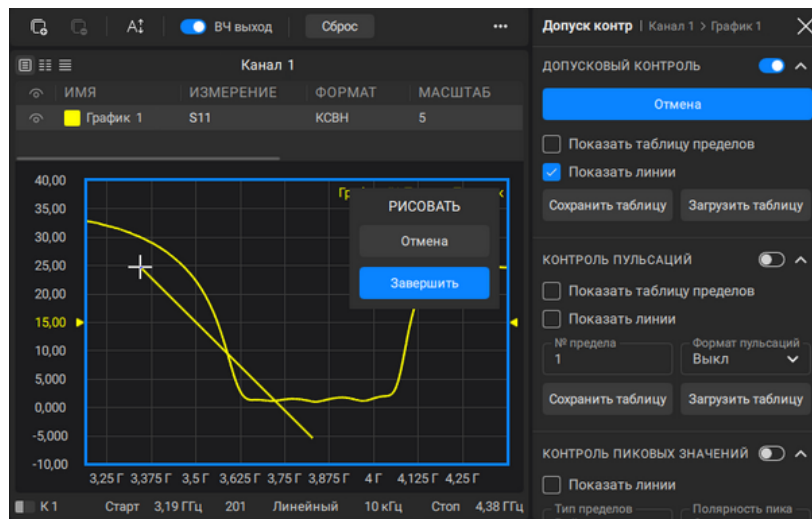 ВЧ выход Сброс
Допуск контр | Канал 1 > График 1
Канал 1
ИМЯ ИЗМЕРЕНИЕ ФОРМАТ МАСШТАБ
График 1 S11 КСВН 5
40,00
35,00
30,00
25,00
20,00
15,00
10,00
5,000
0,000
-5,000
-10,00
РИСОВАТЬ
Отмена
Завершить
3,25 Г 3,375 Г 3,5 Г 3,625 Г 3,75 Г 3,875 Г 4 Г 4,125 Г 4,25 Г
К 1 Старт 3,19 ГГц 201 Линейный 10 кГц Стоп 4,38 ГГц
ДОПУСКОВЫЙ КОНТРОЛЬ
Отмена
Показать таблицу пределов
Показать линии
Сохранить таблицу Загрузить таблицу
КОНТРОЛЬ ПУЛЬСАЦИЙ
Показать таблицу пределов
Показать линии
№ предела Формат пульсаций
1 Выкл
Сохранить таблицу Загрузить таблицу
КОНТРОЛЬ ПИКОВЫХ ЗНАЧЕНИЙ
Показать линии
Тип пределов Полярность пика